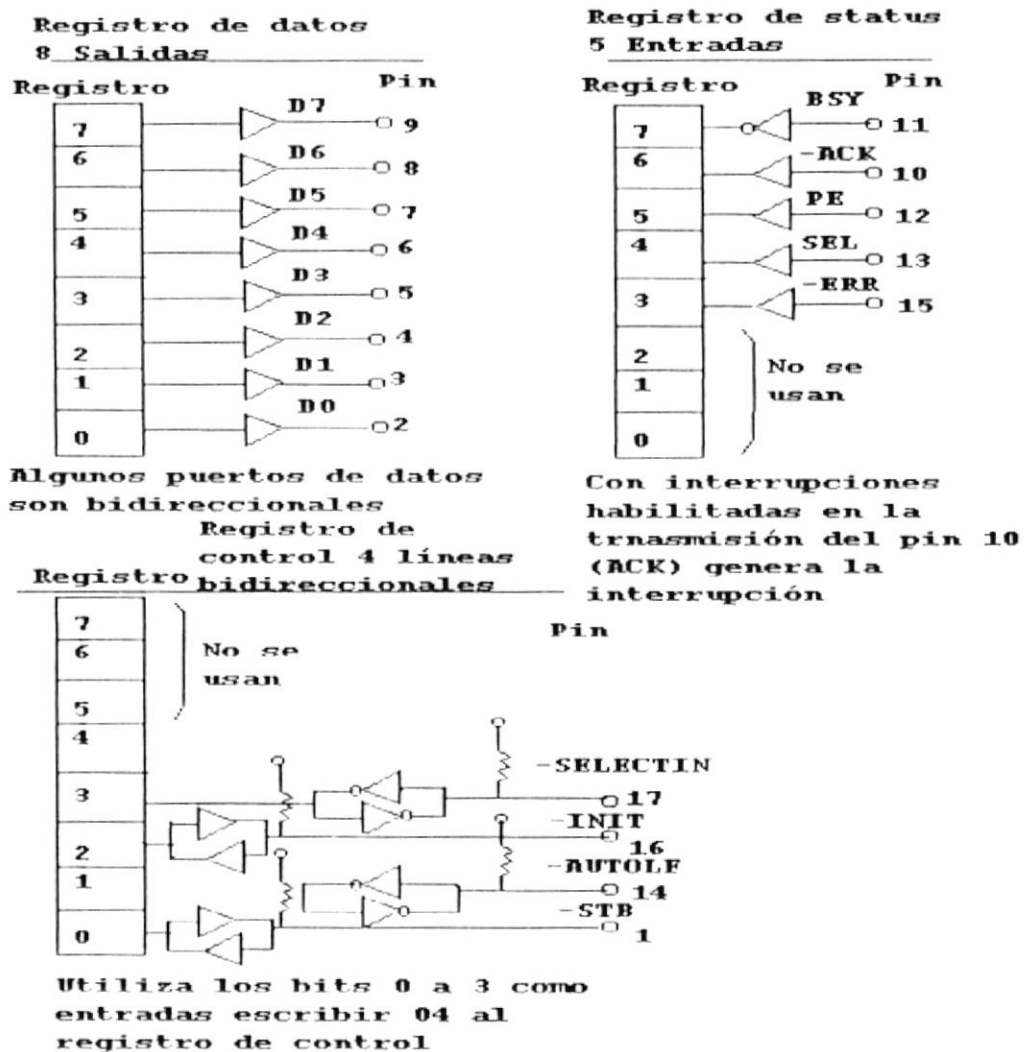 Registro de datos
8 Salidas
Registro Pin
7 D7 9
6 D6 8
5 D5 7
4 D4 6
3 D3 5
2 D2 4
1 D1 3
0 D0 2
Algunos puertos de datos
son bidireccionales
Registro de status
5 Entradas
Registro Pin
7 BSY 11
6 -ACK 10
5 PE 12
4 SEL 13
3 -ERR 15
2
1
0
No se
usan
Con interrupciones
habilitadas en la
trnasmisión del pin 10
(ACK) genera la
interrupción
Registro de
control 4 líneas
bidireccionales
Registro
Pin
7
6
5
4
3
2
1
0
No se
usan
-SELECTIN
17
-INIT
16
-AUTOLF
14
-STB
1
Utiliza los bits 0 a 3 como
entradas escribir 04 al
registro de control